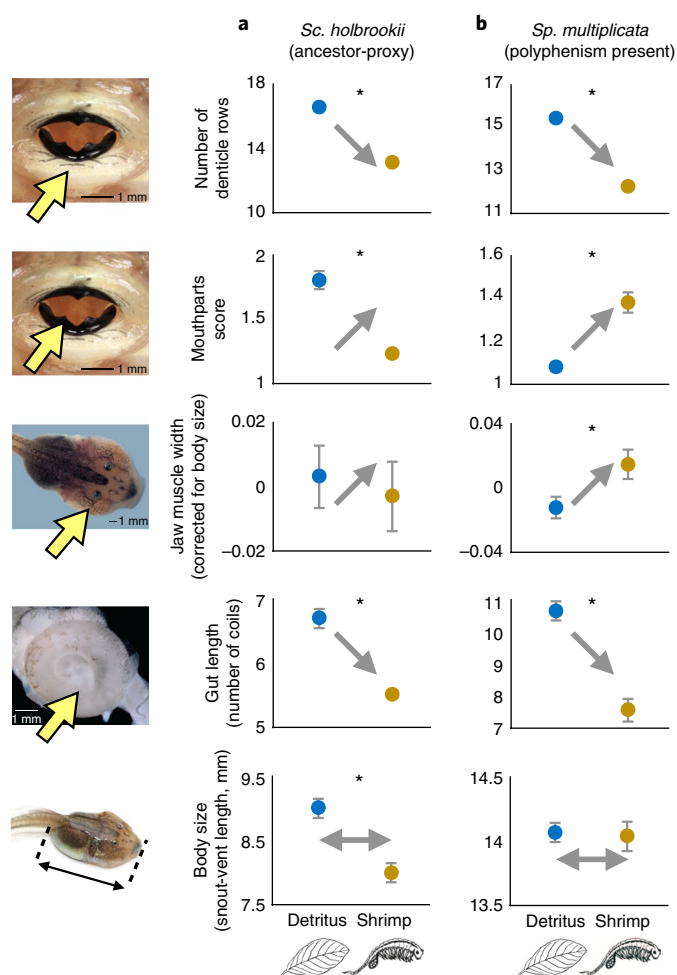 a
Sc. holbrookii
(ancestor-proxy)
b
Sp. multiplicata
(polyphenism present)
1 mm
Number of
denticle rows
18
14
10
*
17
15
13
11
*
1 mm
Mouthparts
score
2
1.5
1
*
1.6
1.4
1.2
1
*
1 mm
Jaw muscle width
(corrected for body size)
0.02
0
−0.02
0.04
0
−0.04
*
1 mm
Gut length
(number of coils)
7
6
5
*
11
10
9
8
7
*
Body size
(snout-vent length, mm)
9.5
8.5
7.5
*
14.5
14
13.5
Detritus Shrimp
Detritus Shrimp